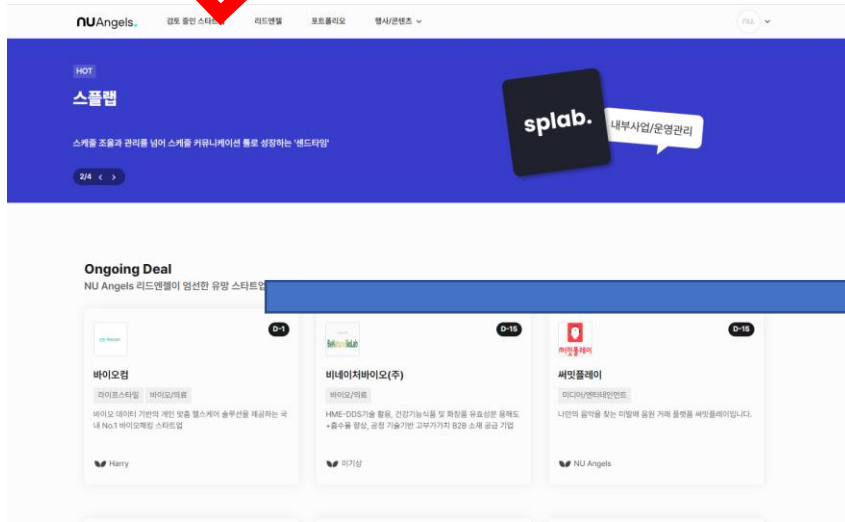 NUAngels.
검토 중인 스타트
리드엔젤
포트폴리오
행사/콘텐츠
nu.
HOT
스플랩
스케줄 조율과 관리를 넘어 스케줄 커뮤니케이션 툴로 성장하는 '센드타임'
2/4 < >
splab.
내부사업/운영관리
Ongoing Deal
NU Angels 리드엔젤이 엄선한 유망 스타트업
D-1
바이오컴
라이프스타일 바이오/의료
바이오 데이터 기반의 개인 맞춤 헬스케어 솔루션을 제공하는 국
내 No.1 바이오해킹 스타트업
Harry
D-15
비네이처바이오(주)
바이오/의료
HME-DDS기술 활용, 건강기능식품 및 화장품 유효성분 용해도
+흡수율 향상, 공정 기술기반 고부가가치 B2B 소재 공급 기업
이기상
D-15
㈜밋플레이
써밋플레이
미디어/엔터테인먼트
나만의 음악을 찾는 미발매 음원 거래 플랫폼 써밋플레이입니다.
NU Angels